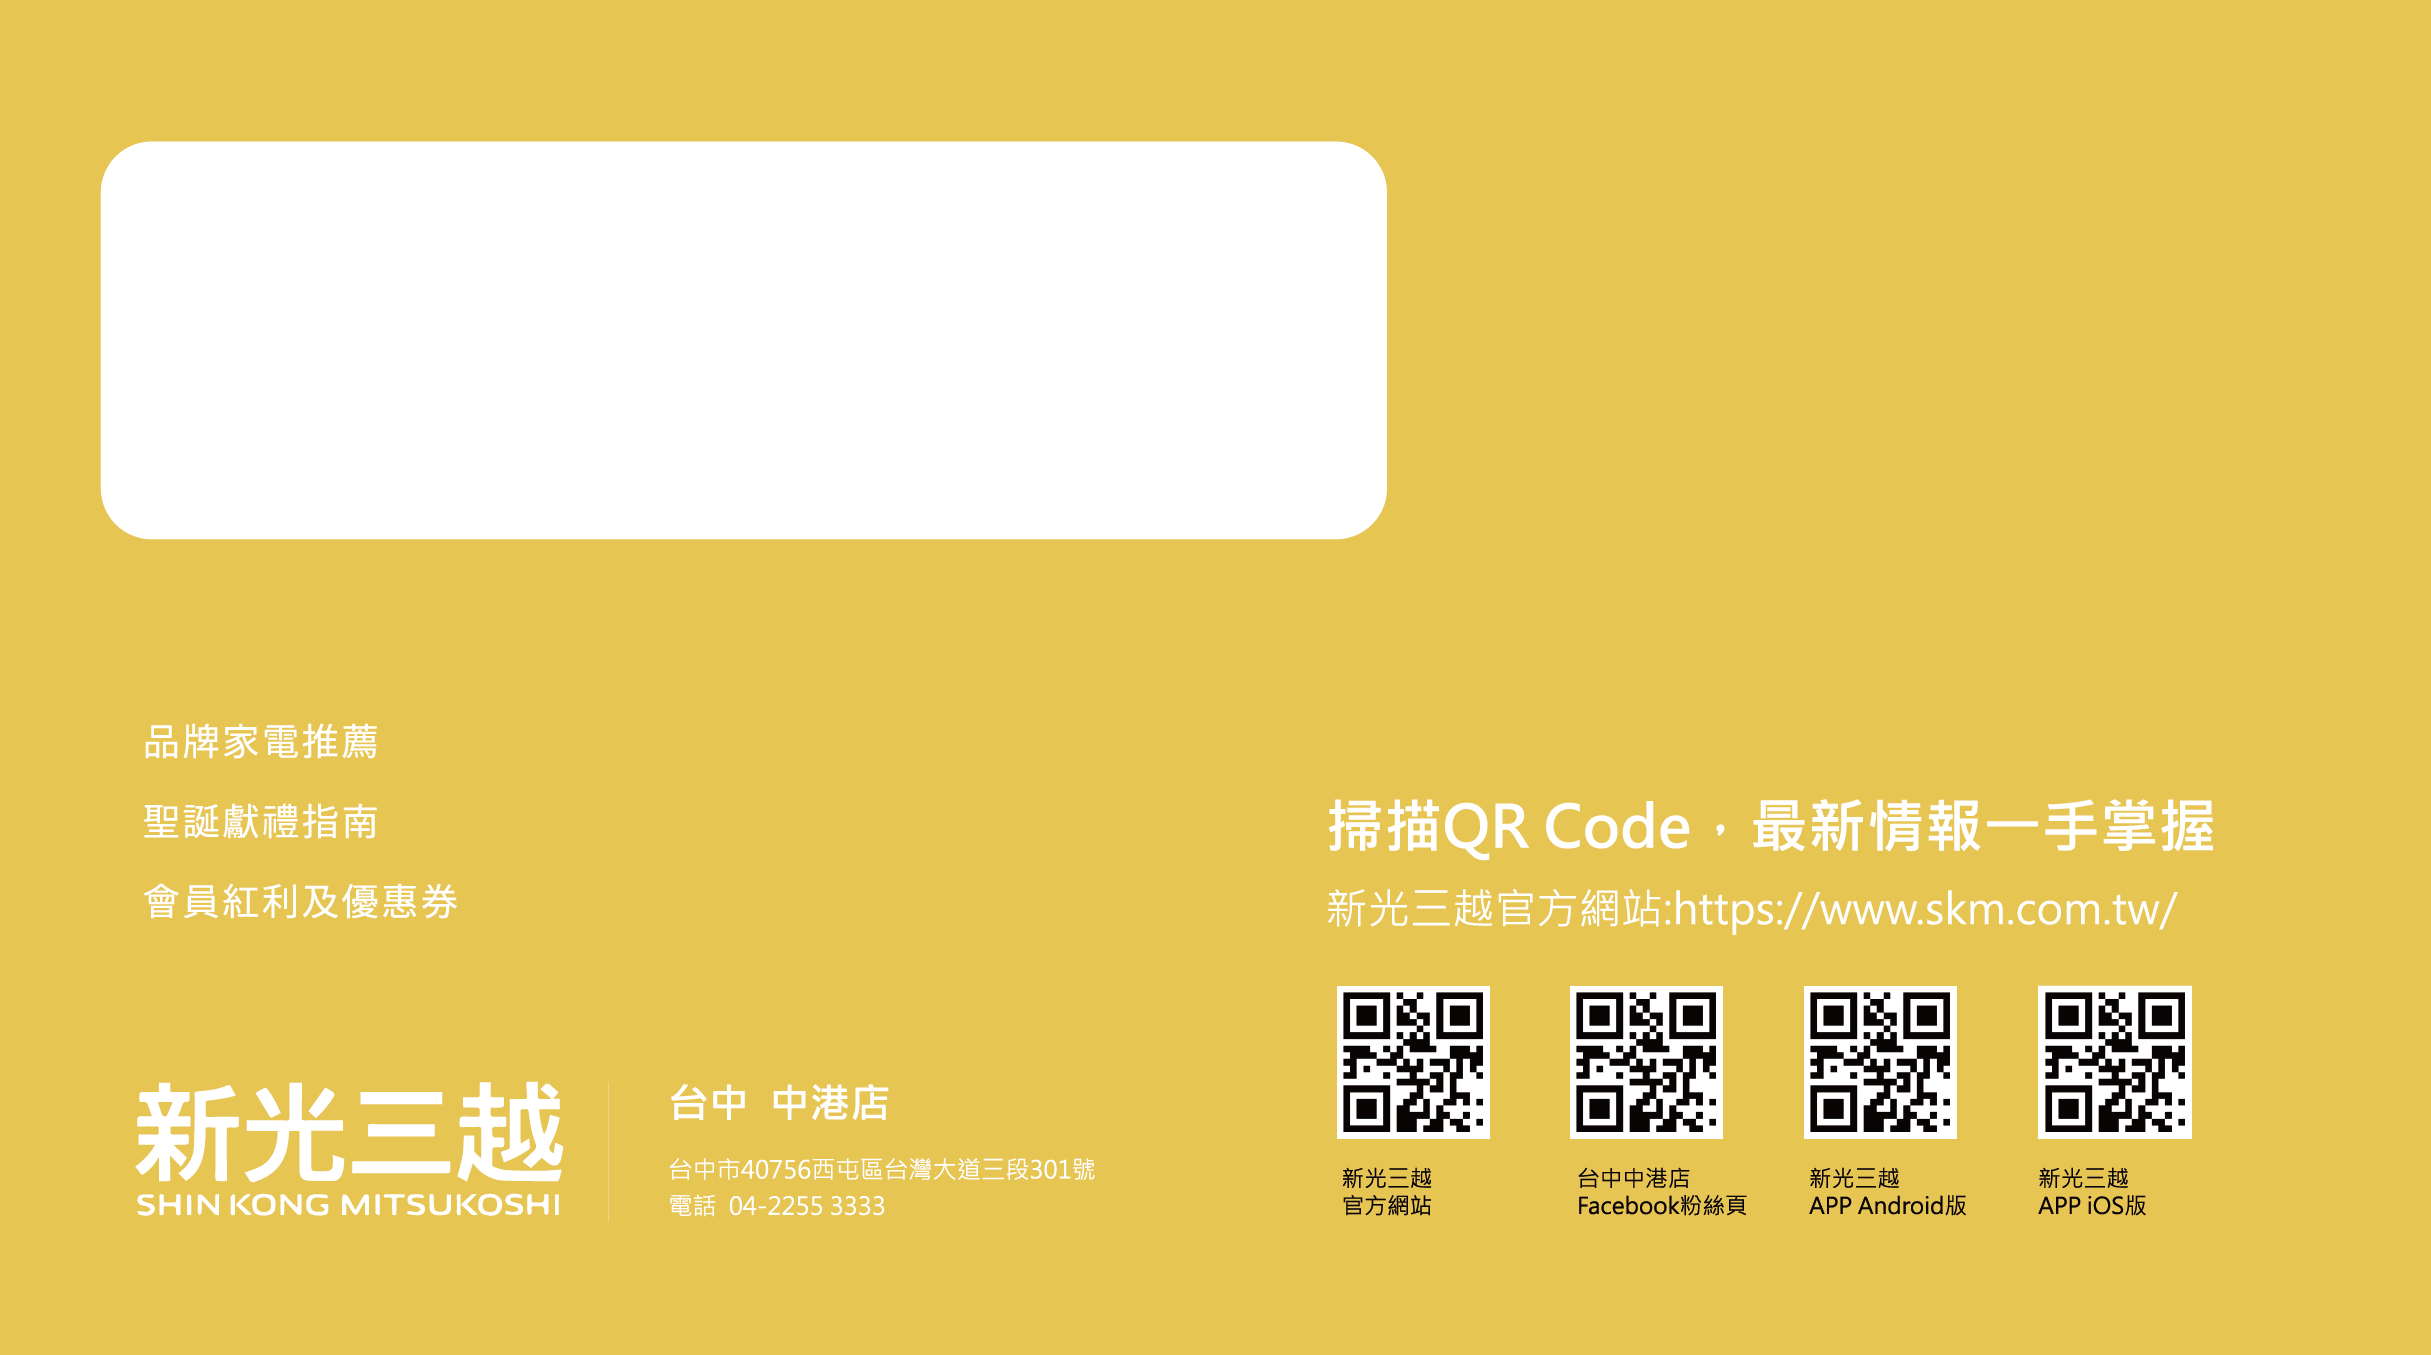 品牌家電推薦
聖誕獻禮指南
會員紅利及優惠券
新光三越
SHIN KONG MITSUKOSHI
台中 中港店
台中市40756西屯區台灣大道三段301號
電話 04-2255 3333
掃描QR Code，最新情報一手掌握
新光三越官方網站:https://www.skm.com.tw/
新光三越
官方網站
台中中港店
Facebook粉絲頁
新光三越
APP Android版
新光三越
APP iOS版